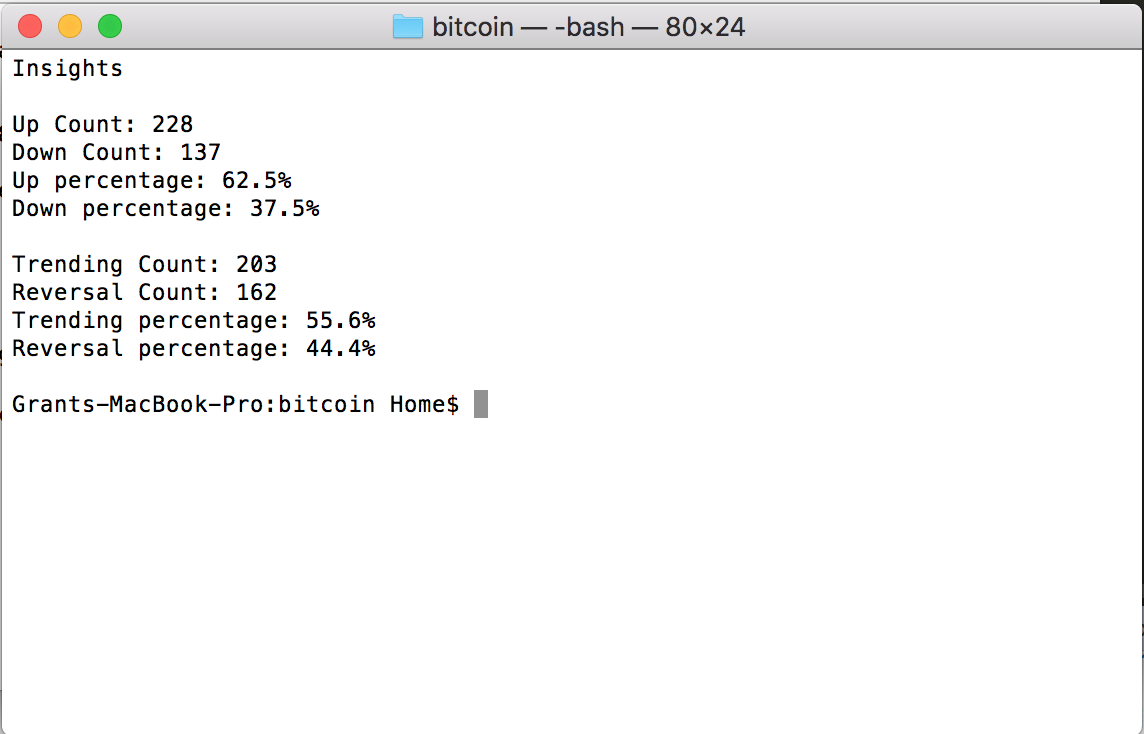 bitcoin — -bash — 80×24
Insights
Up Count: 228
Down Count: 137
Up percentage: 62.5%
Down percentage: 37.5%
Trending Count: 203
Reversal Count: 162
Trending percentage: 55.6%
Reversal percentage: 44.4%
Grants-MacBook-Pro:bitcoin Home$